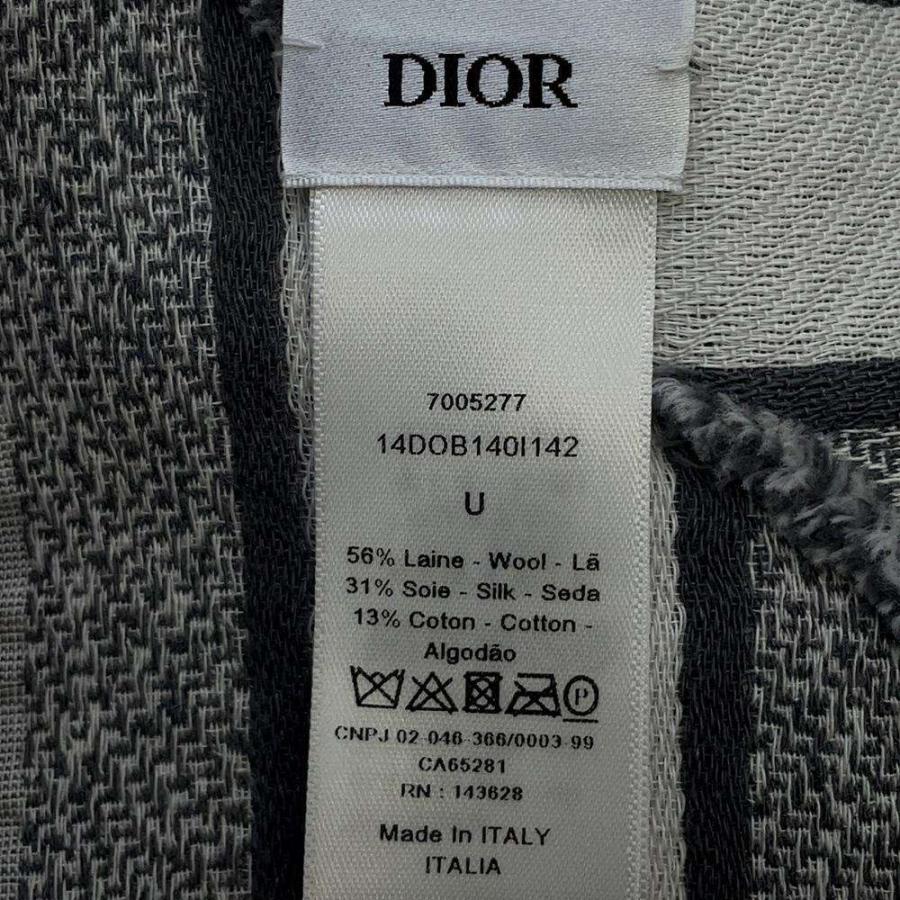 DIOR
7005277
14DOB140I142
U
56% Laine - Wool - Lã
31% Soie - Silk - Seda
13% Coton - Cotton -
Algodão
P
CNPJ 02-046-366/0003-99
CA65281
RN : 143628
Made In ITALY
ITALIA